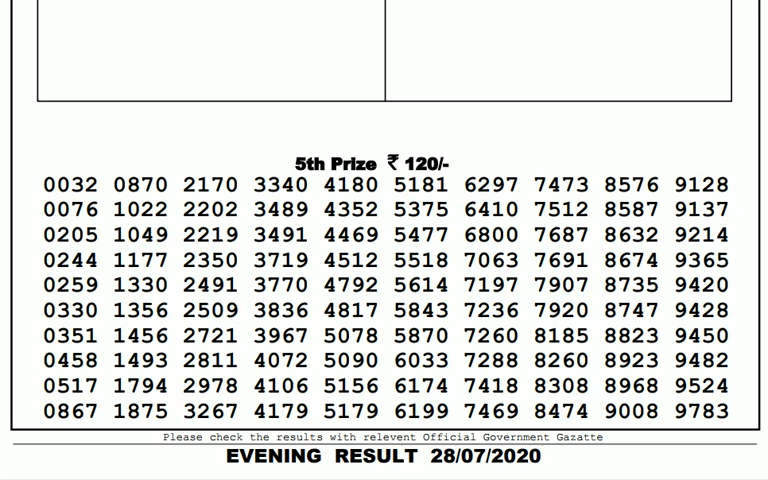 5th Prize ₹ 120/-
0032 0870 2170 3340 4180 5181 6297 7473 8576 9128
0076 1022 2202 3489 4352 5375 6410 7512 8587 9137
0205 1049 2219 3491 4469 5477 6800 7687 8632 9214
0244 1177 2350 3719 4512 5518 7063 7691 8674 9365
0259 1330 2491 3770 4792 5614 7197 7907 8735 9420
0330 1356 2509 3836 4817 5843 7236 7920 8747 9428
0351 1456 2721 3967 5078 5870 7260 8185 8823 9450
0458 1493 2811 4072 5090 6033 7288 8260 8923 9482
0517 1794 2978 4106 5156 6174 7418 8308 8968 9524
0867 1875 3267 4179 5179 6199 7469 8474 9008 9783
Please check the results with relevent Official Government Gazatte
EVENING RESULT 28/07/2020